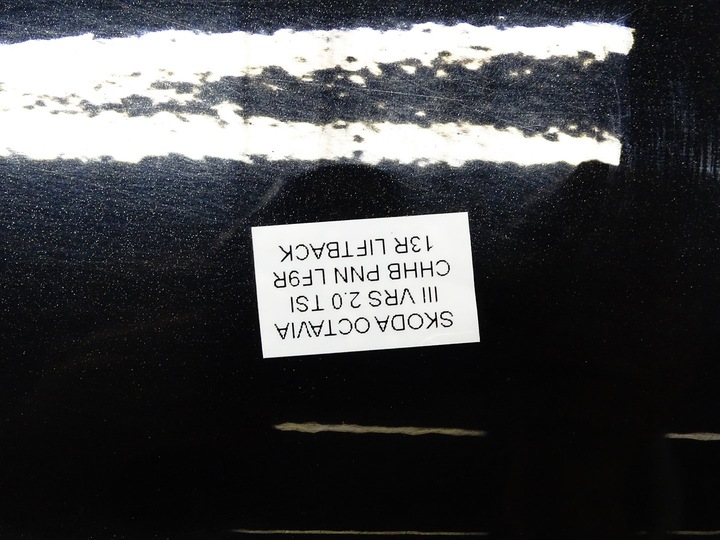 SKODA OCTAVIA
III VRS 2.0 TSI
CHHB PNN LF9R
13R LIFTBACK